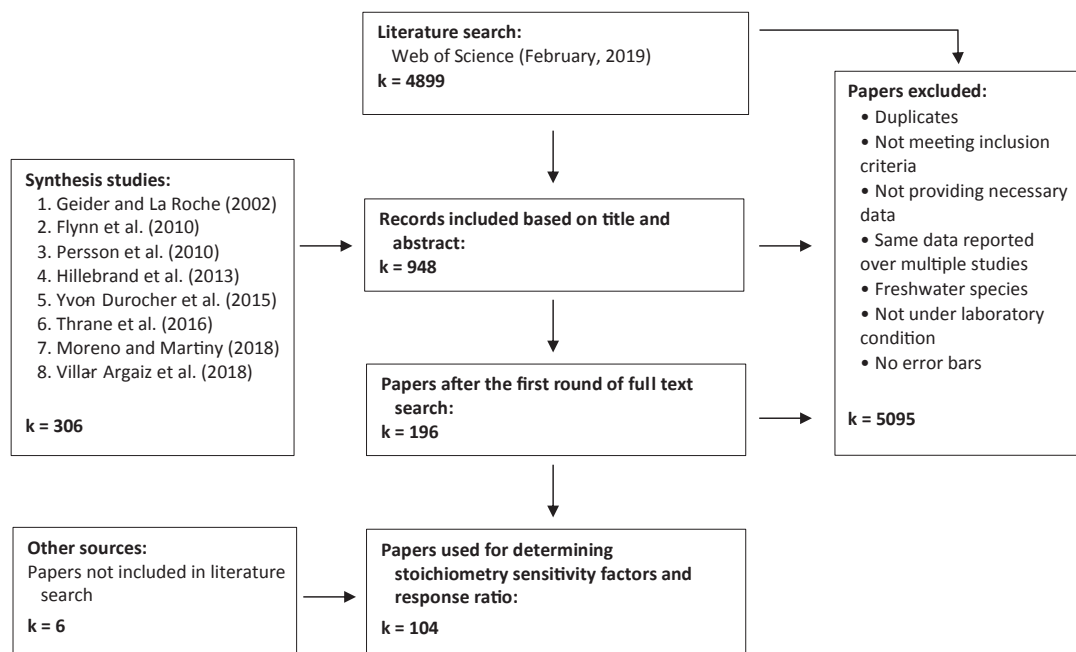 Literature search:
Web of Science (February, 2019)
k = 4899
Papers excluded:
• Duplicates
• Not meeting inclusion
criteria
• Not providing necessary
data
• Same data reported
over multiple studies
• Freshwater species
• Not under laboratory
condition
• No error bars
k = 5095
Synthesis studies:
1. Geider and La Roche (2002)
2. Flynn et al. (2010)
3. Persson et al. (2010)
4. Hillebrand et al. (2013)
5. Yvon-Durocher et al. (2015)
6. Thrane et al. (2016)
7. Moreno and Martiny (2018)
8. Villar-Argaiz et al. (2018)
k = 306
Records included based on title and
abstract:
k = 948
Papers after the first round of full text
search:
k = 196
Other sources:
Papers not included in literature
search
k = 6
Papers used for determining
stoichiometry sensitivity factors and
response ratio:
k = 104